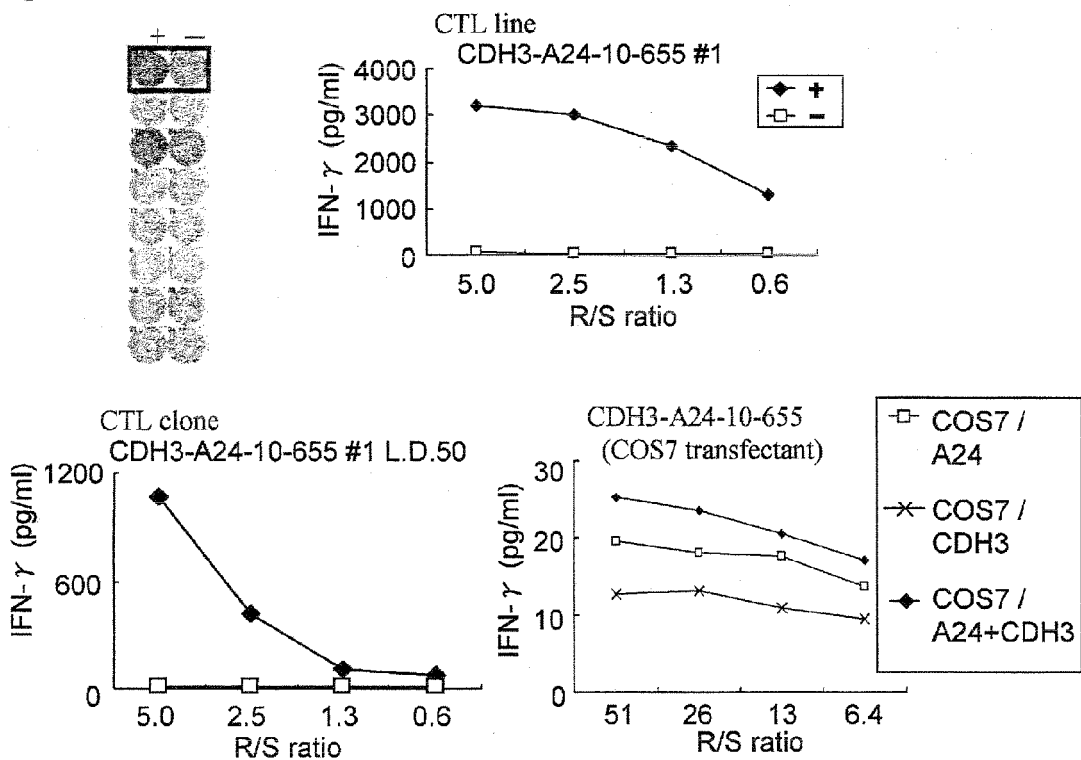 + −
CTL line
CDH3-A24-10-655 #1
4000
3000
2000
1000
0
IFN-γ (pg/ml)
5.0 2.5 1.3 0.6
R/S ratio
+
−
CTL clone
CDH3-A24-10-655 #1 L.D.50
1200
600
0
IFN-γ (pg/ml)
5.0 2.5 1.3 0.6
R/S ratio
CDH3-A24-10-655
(COS7 transfectant)
30
20
10
0
IFN-γ (pg/ml)
51 26 13 6.4
R/S ratio
COS7 /
A24
COS7 /
CDH3
COS7 /
A24+CDH3